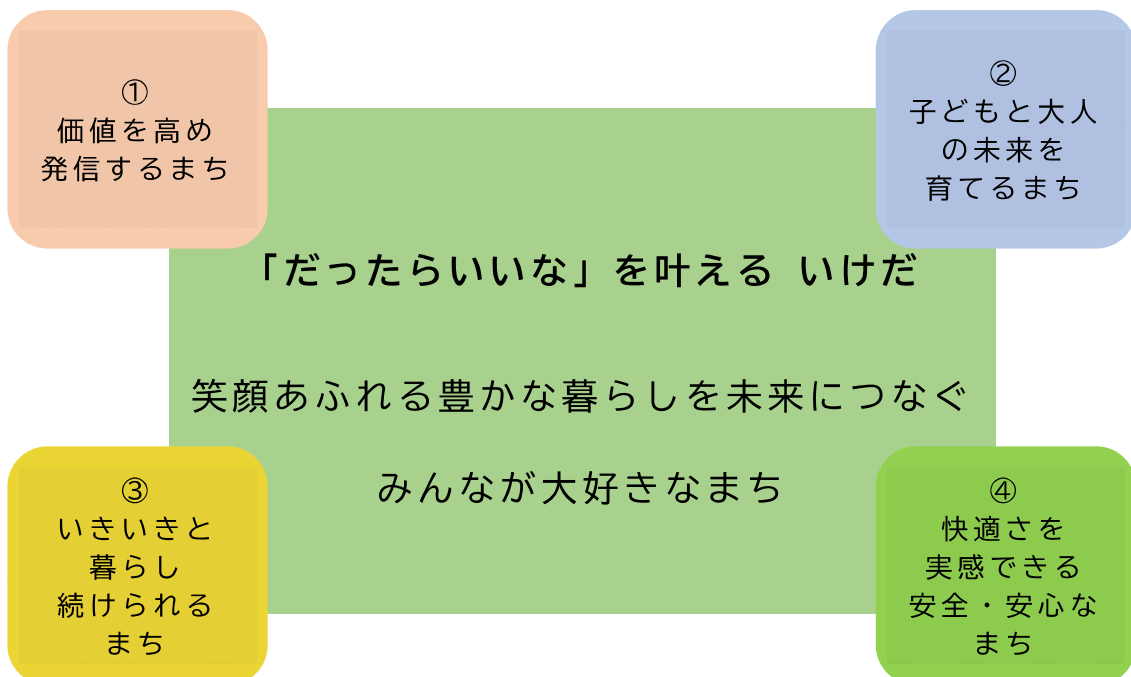 ①
価値を高め
発信するまち
②
子どもと大人
の未来を
育てるまち
「だったらいいな」を叶える いけだ
笑顔あふれる豊かな暮らしを未来につなぐ
みんなが大好きなまち
③
いきいきと
暮らし
続けられる
まち
④
快適さを
実感できる
安全・安心な
まち